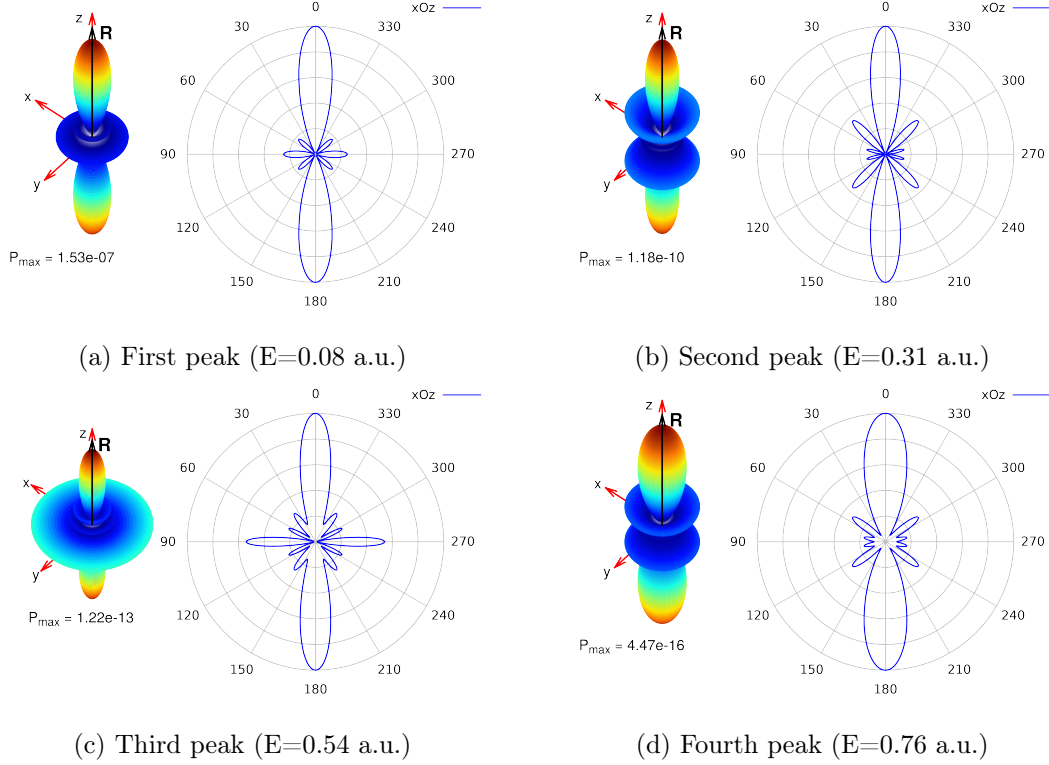 z
R
x
y
P_max = 1.53e-07
xOz
0
30
330
60
300
90
270
120
240
150
210
180
(a) First peak (E=0.08 a.u.)
z
R
x
y
P_max = 1.18e-10
xOz
0
30
330
60
300
90
270
120
240
150
210
180
(b) Second peak (E=0.31 a.u.)
z
R
x
y
P_max = 1.22e-13
xOz
0
30
330
60
300
90
270
120
240
150
210
180
(c) Third peak (E=0.54 a.u.)
z
R
x
y
P_max = 4.47e-16
xOz
0
30
330
60
300
90
270
120
240
150
210
180
(d) Fourth peak (E=0.76 a.u.)